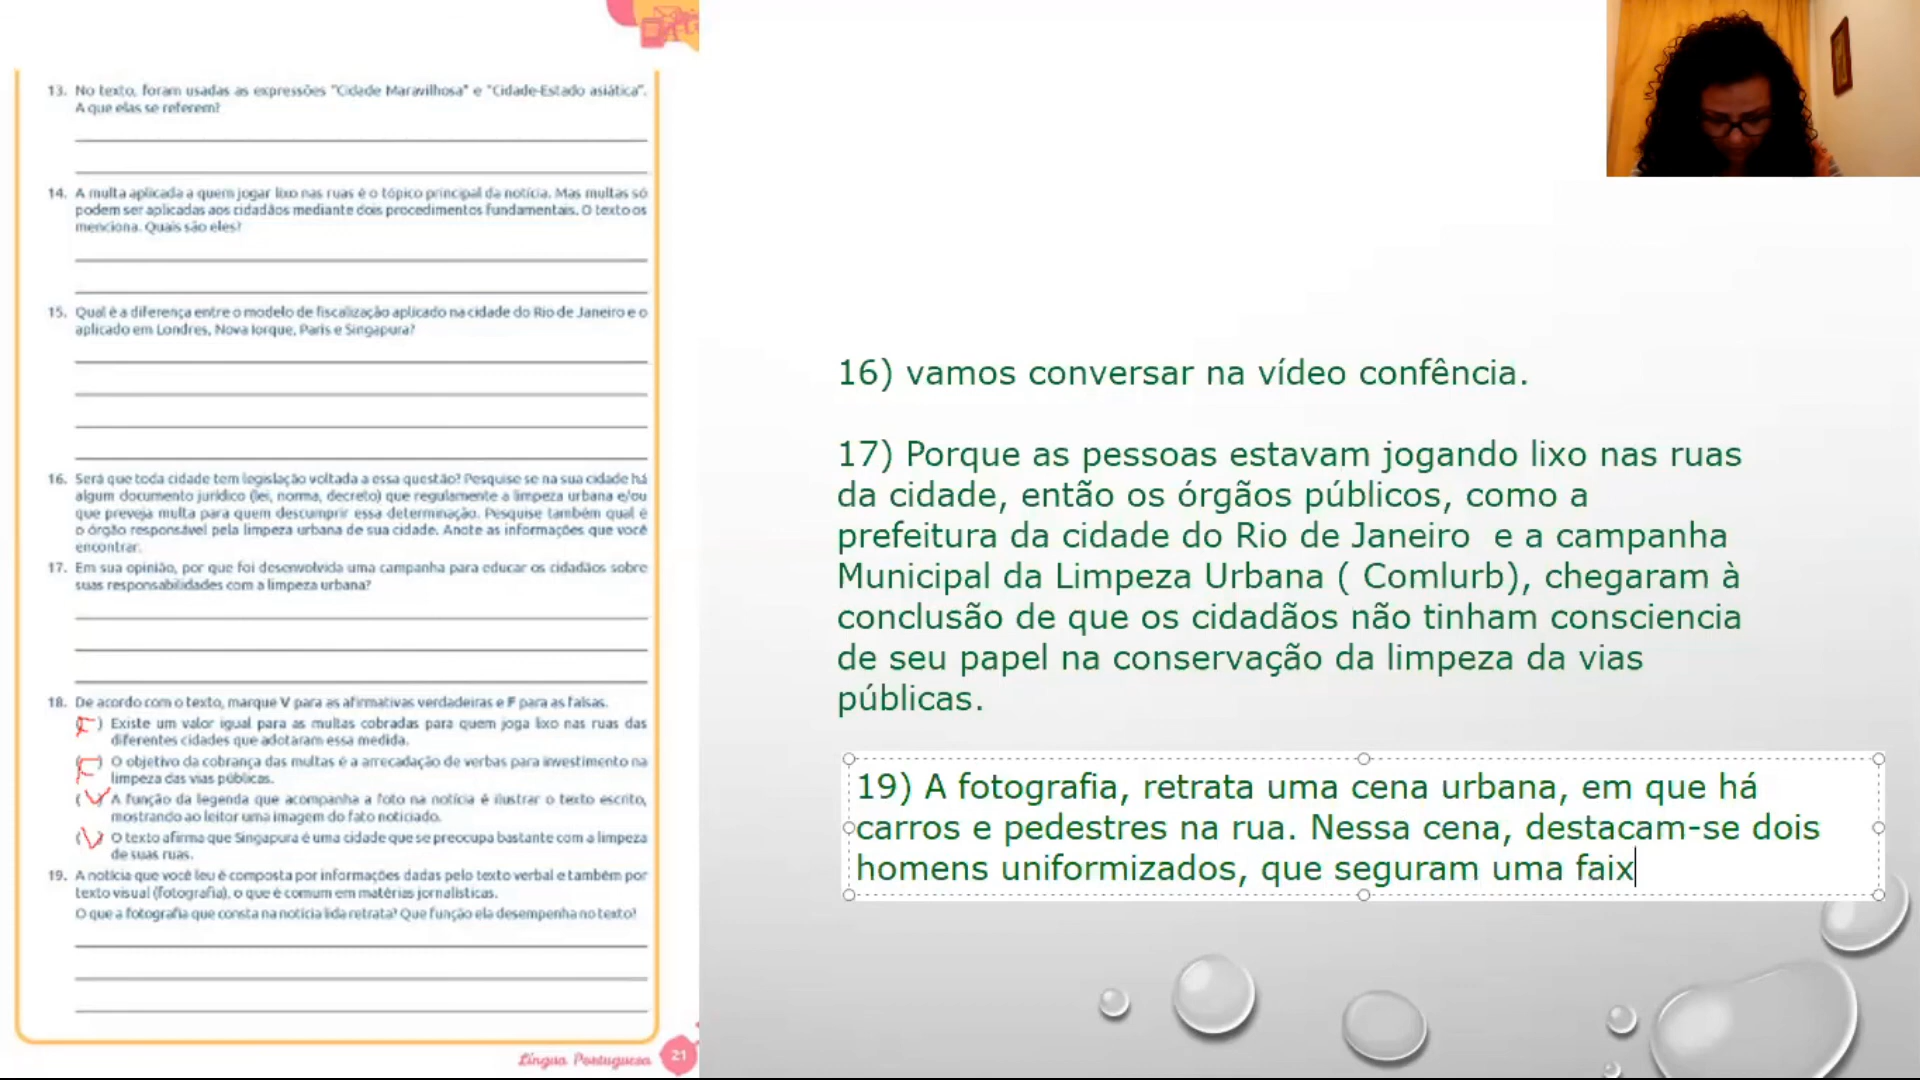 13. No texto, foram usadas as expressões "Cidade Maravilhosa" e "Cidade-Estado asiática".
A que elas se referem?
14. A multa aplicada a quem jogar lixo nas ruas é o tópico principal da notícia. Mas multas só
podem ser aplicadas aos cidadãos mediante dois procedimentos fundamentais. O texto os
menciona. Quais são eles?
15. Qual é a diferença entre o modelo de fiscalização aplicado na cidade do Rio de Janeiro e o
aplicado em Londres, Nova Iorque, Paris e Singapura?
16. Será que toda cidade tem legislação voltada a essa questão? Pesquise se na sua cidade há
algum documento jurídico (lei, norma, decreto) que regulamente a limpeza urbana e/ou
que preveja multa para quem descumprir essa determinação. Pesquise também qual é
o órgão responsável pela limpeza urbana de sua cidade. Anote as informações que você
encontrar.
17. Em sua opinião, por que foi desenvolvida uma campanha para educar os cidadãos sobre
suas responsabilidades com a limpeza urbana?
18. De acordo com o texto, marque V para as afirmativas verdadeiras e F para as falsas.
(F) Existe um valor igual para as multas cobradas para quem joga lixo nas ruas das
diferentes cidades que adotaram essa medida.
(F) O objetivo da cobrança das multas é a arrecadação de verbas para investimento na
limpeza das vias públicas.
(V) A função da legenda que acompanha a foto na notícia é ilustrar o texto escrito,
mostrando ao leitor uma imagem do fato noticiado.
(V) O texto afirma que Singapura é uma cidade que se preocupa bastante com a limpeza
de suas ruas.
19. A notícia que você leu é composta por informações dadas pelo texto verbal e também por
texto visual (fotografia), o que é comum em matérias jornalísticas.
O que a fotografia que consta na notícia lida retrata? Que função ela desempenha no texto?
Língua Portuguesa 21
16) vamos conversar na vídeo confência.
17) Porque as pessoas estavam jogando lixo nas ruas
da cidade, então os órgãos públicos, como a
prefeitura da cidade do Rio de Janeiro e a campanha
Municipal da Limpeza Urbana ( Comlurb), chegaram à
conclusão de que os cidadãos não tinham consciencia
de seu papel na conservação da limpeza da vias
públicas.
19) A fotografia, retrata uma cena urbana, em que há
carros e pedestres na rua. Nessa cena, destacam-se dois
homens uniformizados, que seguram uma faix